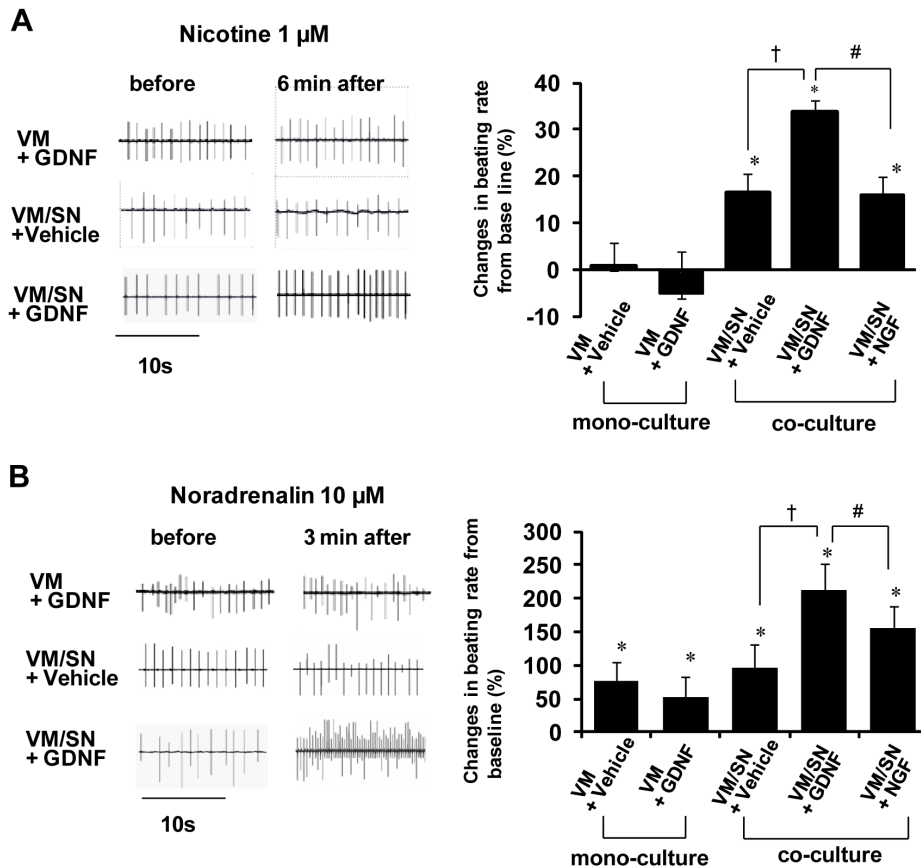 A
Nicotine 1 µM
before
6 min after
VM
+ GDNF
VM/SN
+Vehicle
VM/SN
+ GDNF
10s
Changes in beating rate
from base line (%)
40
30
20
10
0
-10
†
#
*
*
*
VM
+ Vehicle
VM
+ GDNF
VM/SN
+ Vehicle
VM/SN
+ GDNF
VM/SN
+ NGF
mono-culture
co-culture
B
Noradrenalin 10 µM
before
3 min after
VM
+ GDNF
VM/SN
+ Vehicle
VM/SN
+ GDNF
10s
Changes in beating rate from
baseline (%)
300
250
200
150
100
50
0
†
#
*
*
*
*
*
VM
+ Vehicle
VM
+ GDNF
VM/SN
+ Vehicle
VM/SN
+ GDNF
VM/SN
+ NGF
mono-culture
co-culture